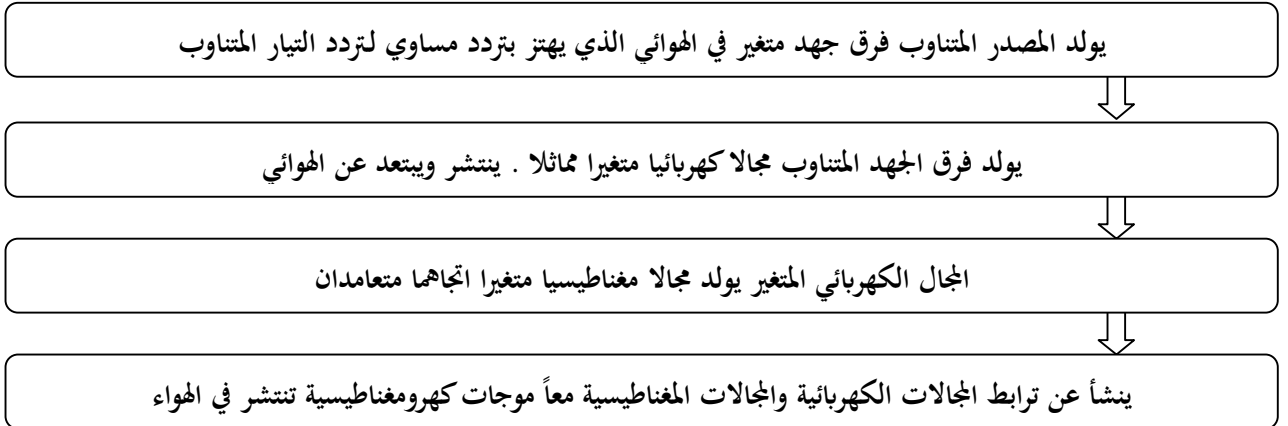 يولد المصدر المتناوب فرق جهد متغير في الهوائي الذي يهتز بتردد مساوي لتردد التيار المتناوب
يولد فرق الجهد المتناوب مجالا كهربائيا متغيرا مماثلا . ينتشر ويبتعد عن الهوائي
المجال الكهربائي المتغير يولد مجالا مغناطيسيا متغيرا اتجاهما متعامدان
ينشأ عن ترابط المجالات الكهربائية والمجالات المغناطيسية معاً موجات كهرومغناطيسية تنتشر في الهواء